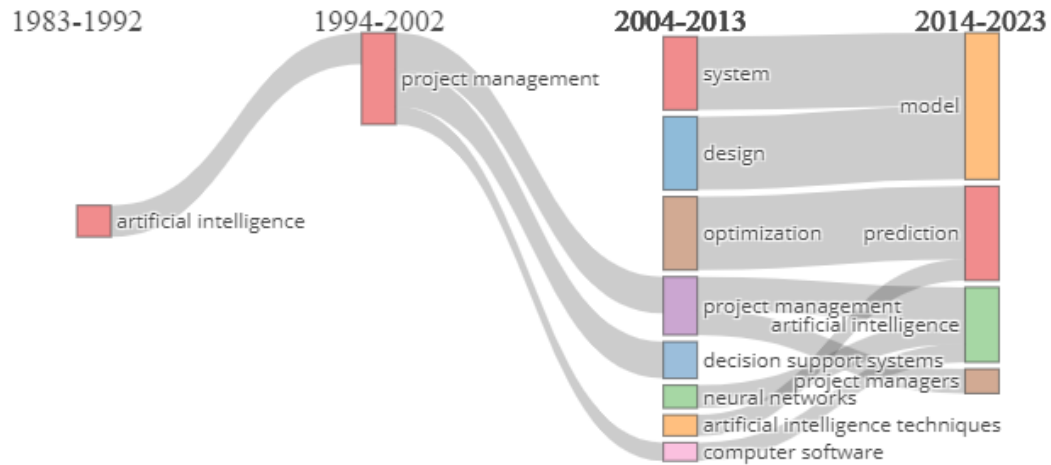 1983-1992
1994-2002
2004-2013
2014-2023
artificial intelligence
project management
system
design
optimization
project management
decision support systems
neural networks
artificial intelligence techniques
computer software
model
prediction
artificial intelligence
project managers